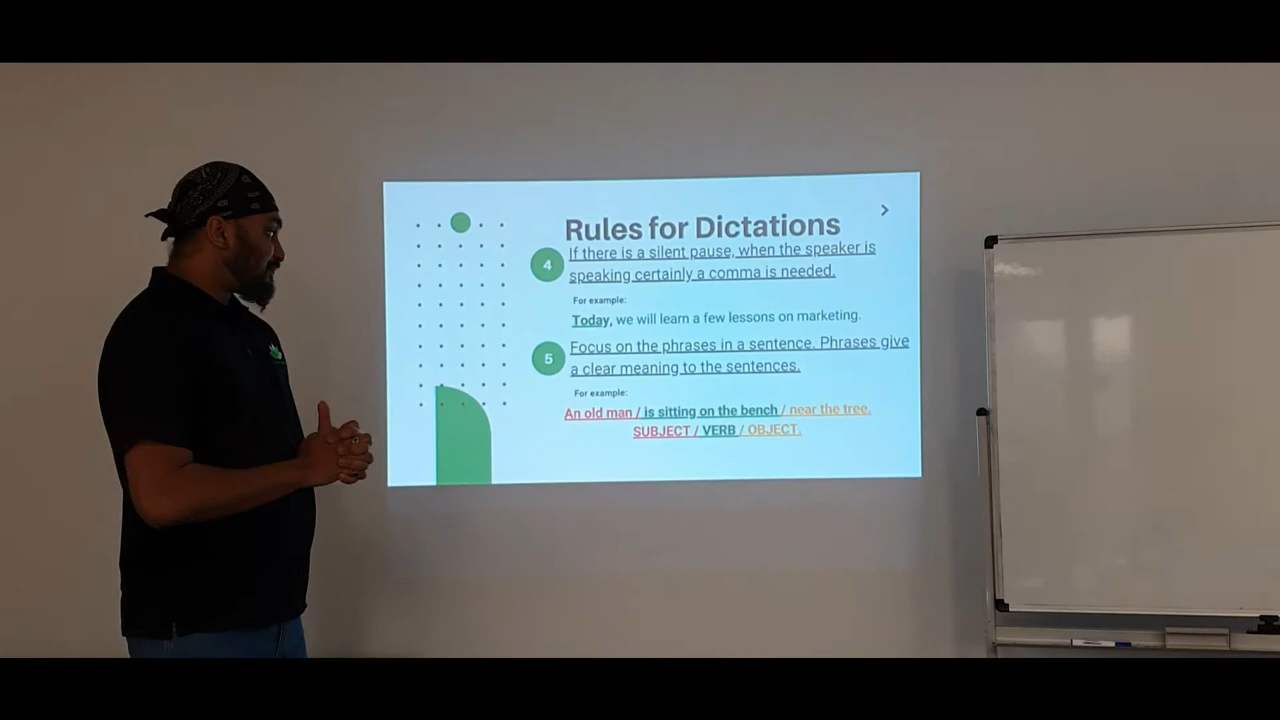 Rules for Dictations
4
If there is a silent pause, when the speaker is
speaking certainly a comma is needed.
For example:
Today, we will learn a few lessons on marketing.
5
Focus on the phrases in a sentence. Phrases give
a clear meaning to the sentences.
For example:
An old man / is sitting on the bench / near the tree.
SUBJECT / VERB / OBJECT.